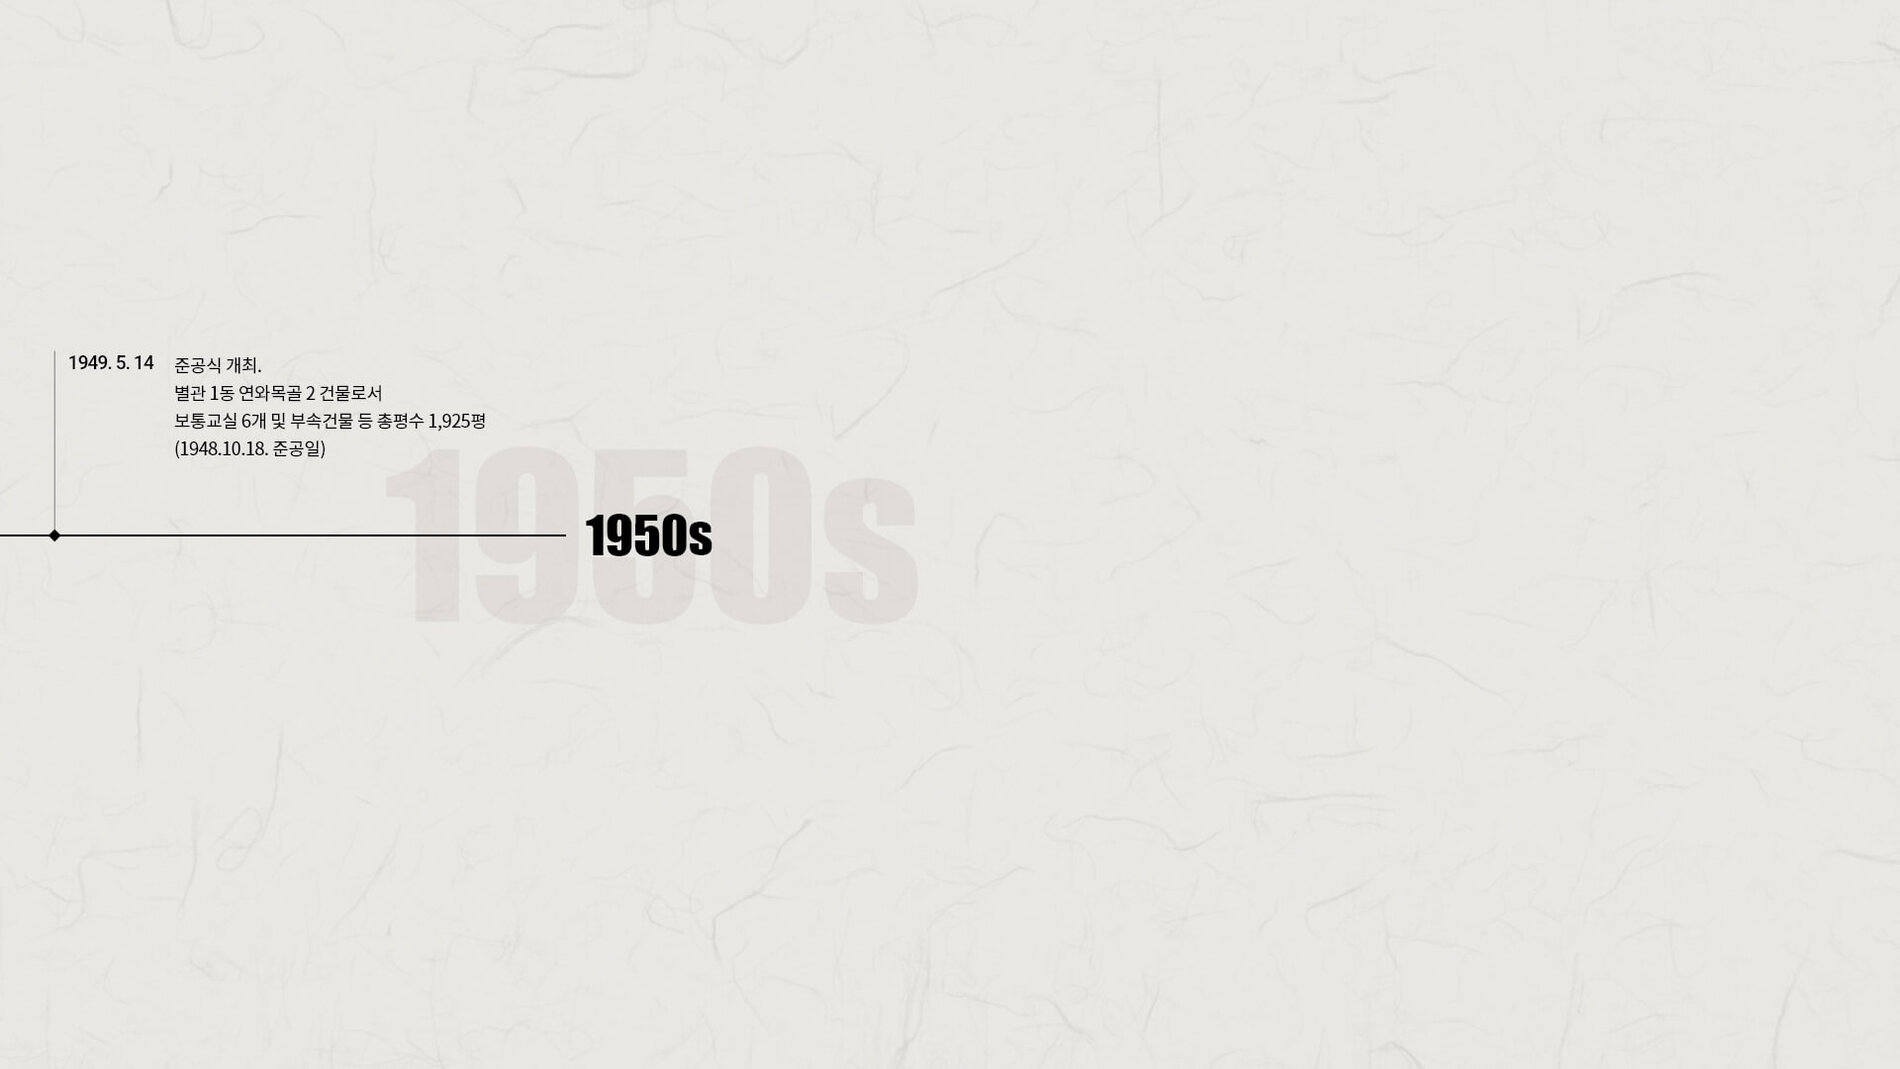 1949. 5. 14
준공식 개최.
별관 1동 연와목골 2 건물로서
보통교실 6개 및 부속건물 등 총평수 1,925평
(1948.10.18. 준공일)
1950s
1950s